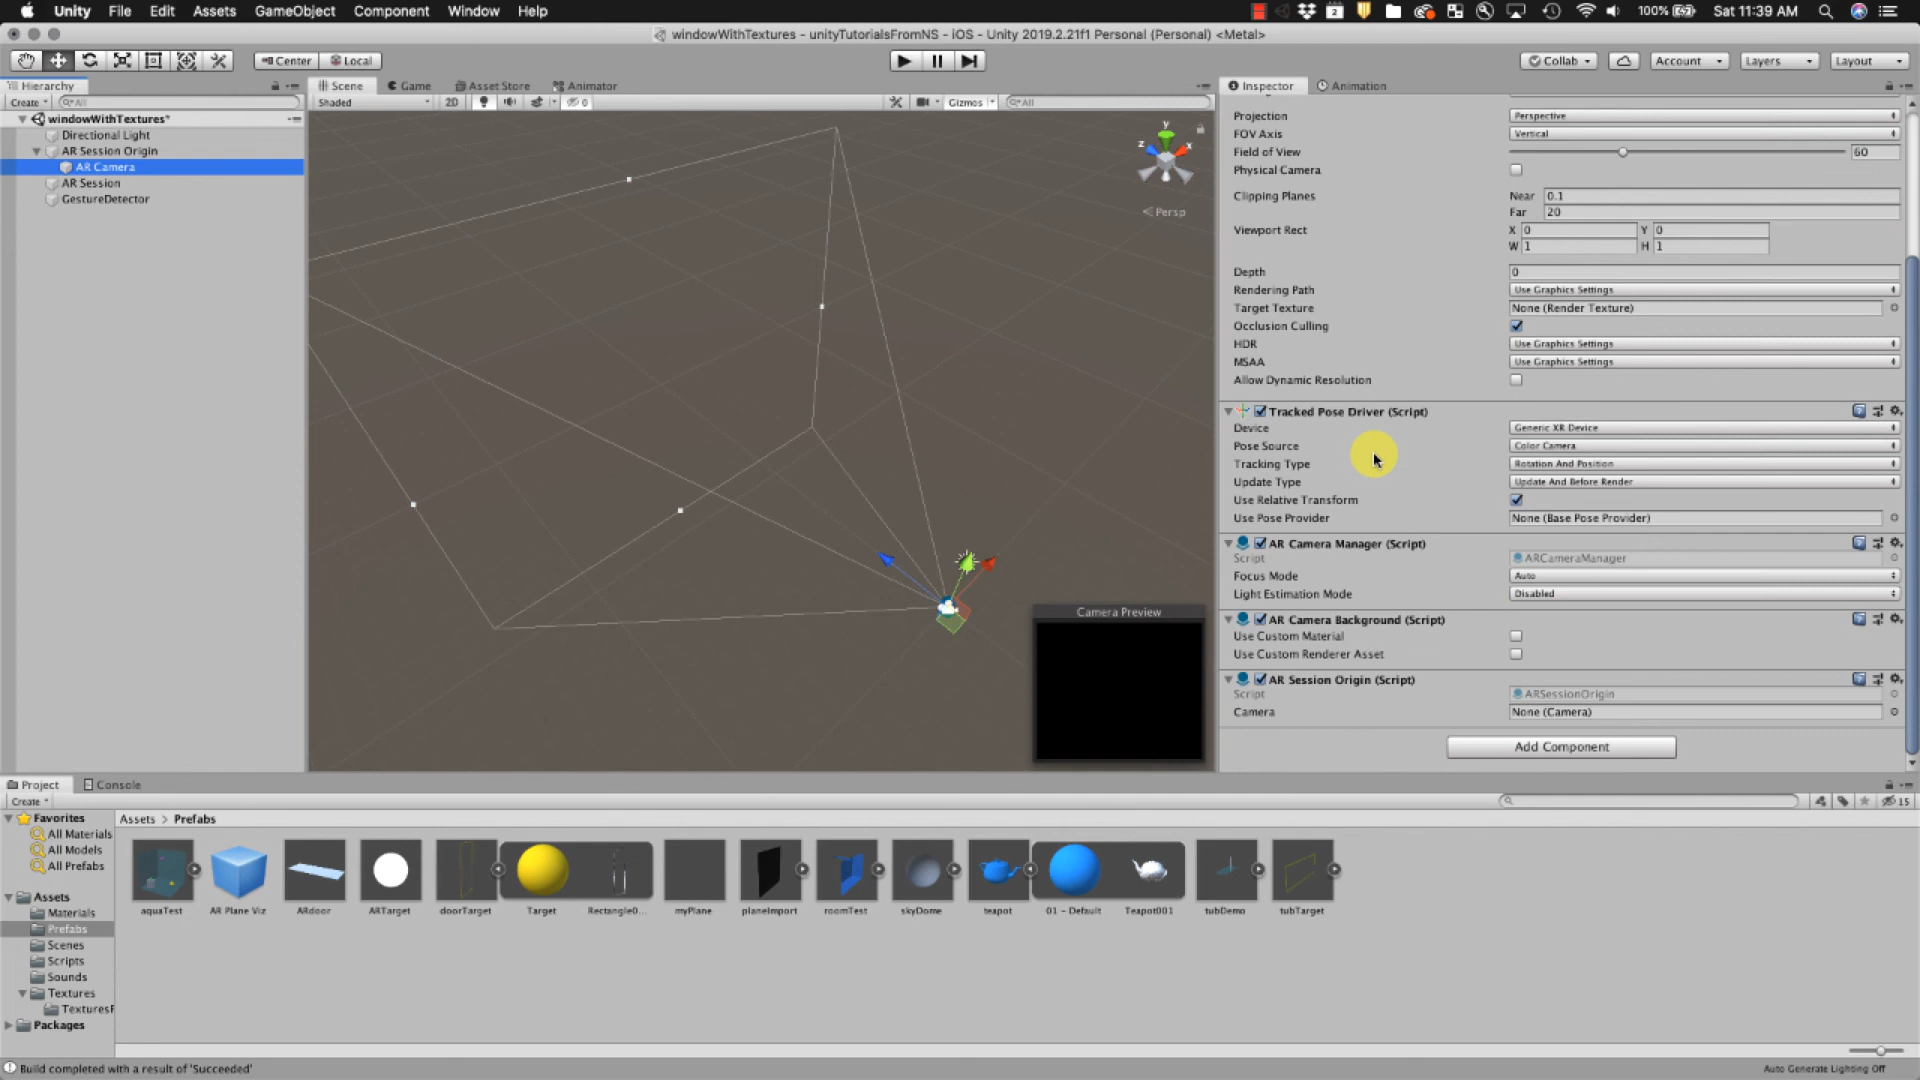 Unity File Edit Assets GameObject Component Window Help
100% Sat 11:39 AM
windowWithTextures - unityTutorialsFromNS - iOS - Unity 2019.2.21f1 Personal (Personal) <Metal>
Center Local Collab Account Layers Layout
Hierarchy Scene Game Asset Store Animator Inspector Animation
Create All Shaded 2D 0 Gizmos All
windowWithTextures*
Directional Light
AR Session Origin
AR Camera
AR Session
GestureDetector
y
z x
Persp
Camera Preview
Projection Perspective
FOV Axis Vertical
Field of View 60
Physical Camera
Clipping Planes Near 0.1
Far 20
Viewport Rect X 0 Y 0
W 1 H 1
Depth 0
Rendering Path Use Graphics Settings
Target Texture None (Render Texture)
Occlusion Culling
HDR Use Graphics Settings
MSAA Use Graphics Settings
Allow Dynamic Resolution
Tracked Pose Driver (Script)
Device Generic XR Device
Pose Source Color Camera
Tracking Type Rotation And Position
Update Type Update And Before Render
Use Relative Transform
Use Pose Provider None (Base Pose Provider)
AR Camera Manager (Script)
Script ARCameraManager
Focus Mode Auto
Light Estimation Mode Disabled
AR Camera Background (Script)
Use Custom Material
Use Custom Renderer Asset
AR Session Origin (Script)
Script ARSessionOrigin
Camera None (Camera)
Add Component
Project Console
Create 15
Favorites
All Materials
All Models
All Prefabs
Assets
Materials
Prefabs
Scenes
Scripts
Sounds
Textures
TexturesF
Packages
Assets > Prefabs
aquaTest AR Plane Viz ARdoor ARTarget doorTarget Target Rectangle0... myPlane planeImport roomTest skyDome teapot 01 - Default Teapot001 tubDemo tubTarget
Build completed with a result of 'Succeeded'
Auto Generate Lighting Off